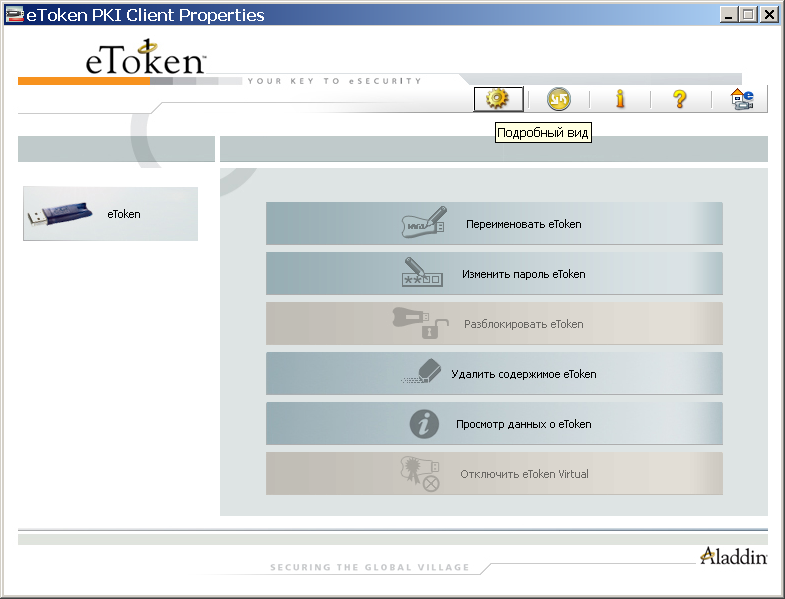 eToken PKI Client Properties
eToken™
YOUR KEY TO eSECURITY
Подробный вид
eToken
Переименовать eToken
Изменить пароль eToken
Разблокировать eToken
Удалить содержимое eToken
Просмотр данных о eToken
Отключить eToken Virtual
SECURING THE GLOBAL VILLAGE
Aladdin